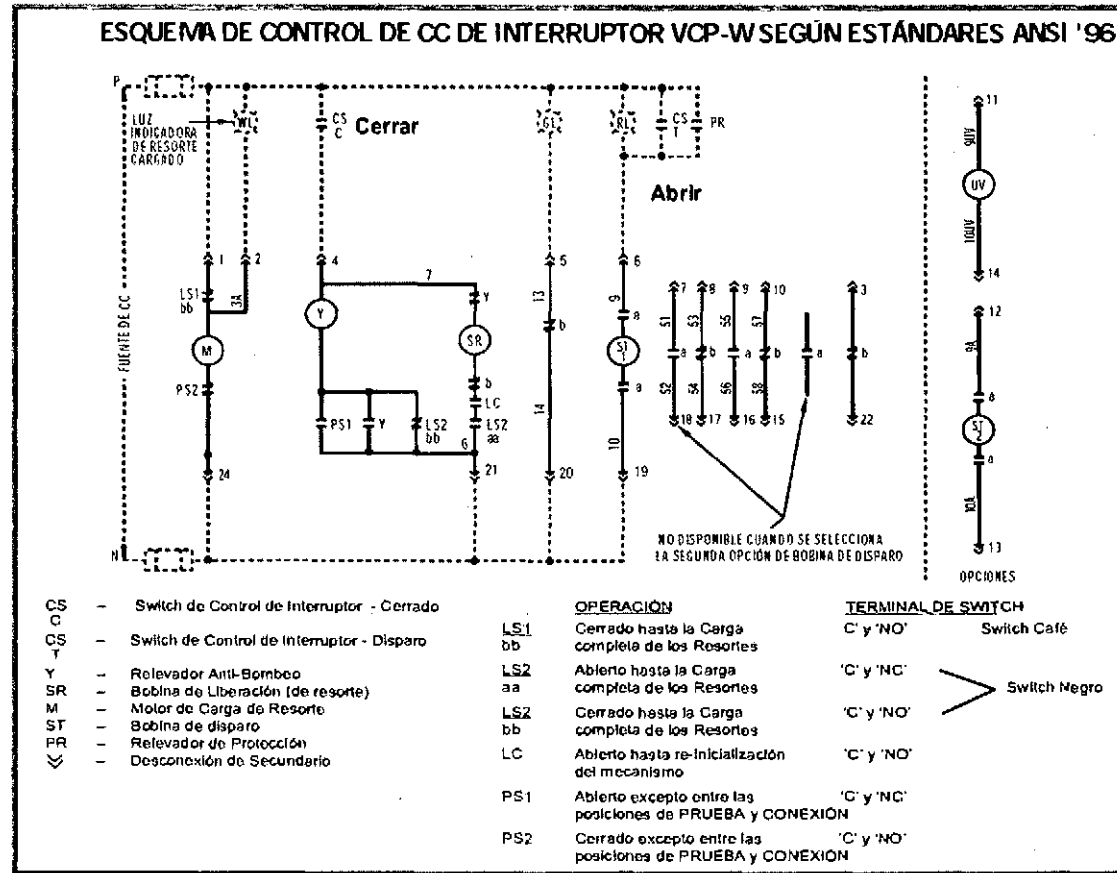 ESQUEMA DE CONTROL DE CC DE INTERRUPTOR VCP-W SEGÚN ESTÁNDARES ANSI '96
P
LUZ
INDICADORA
DE RESORTE
CARGADO
WL
CS
C
Cerrar
GL
RL
CS
T
PR
Abrir
11
9UV
UV
10UV
14
FUENTE DE CC
1
2
4
5
6
LS1
bb
3A
7
Y
Y
SR
13
b
9
a
ST
1
7
8
9
10
3
S1
S3
S5
S7
a
b
a
b
a
b
S2
S4
S6
S8
18
17
16
15
22
12
9A
a
ST
2
a
10A
13
M
PS2
PS1
Y
LS2
bb
b
LC
LS2
aa
6
14
a
10
24
21
20
19
NO DISPONIBLE CUANDO SE SELECCIONA
LA SEGUNDA OPCIÓN DE BOBINA DE DISPARO
OPCIONES
N
CS
C
– Switch de Control de Interruptor - Cerrado
CS
T
– Switch de Control de Interruptor - Disparo
Y – Relevador Anti-Bombeo
SR – Bobina de Liberación (de resorte)
M – Motor de Carga de Resorte
ST – Bobina de disparo
PR – Relevador de Protección
– Desconexión de Secundario
OPERACIÓN TERMINAL DE SWITCH
LS1 Cerrado hasta la Carga C' y 'NO' Switch Café
bb completa de los Resortes
LS2 Abierto hasta la Carga 'C' y 'NC'
aa completa de los Resortes
Switch Negro
LS2 Cerrado hasta la Carga 'C' y 'NO'
bb completa de los Resortes
LC Abierto hasta re-inicialización 'C' y 'NO'
del mecanismo
PS1 Abierto excepto entre las 'C' y 'NC'
posiciones de PRUEBA y CONEXIÓN
PS2 Cerrado excepto entre las 'C' y 'NO'
posiciones de PRUEBA y CONEXIÓN